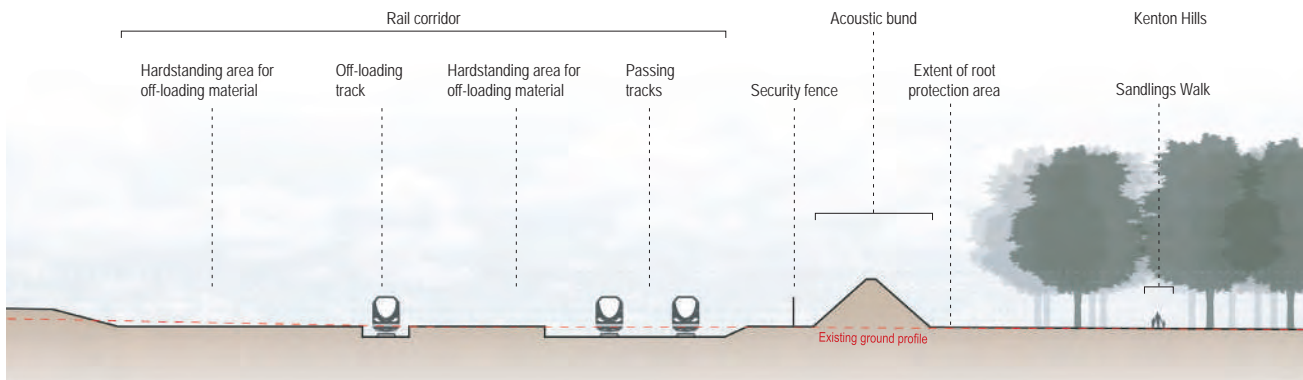 Rail corridor
Acoustic bund
Kenton Hills
Hardstanding area for
off-loading material
Off-loading
track
Hardstanding area for
off-loading material
Passing
tracks
Security fence
Extent of root
protection area
Sandlings Walk
Existing ground profile